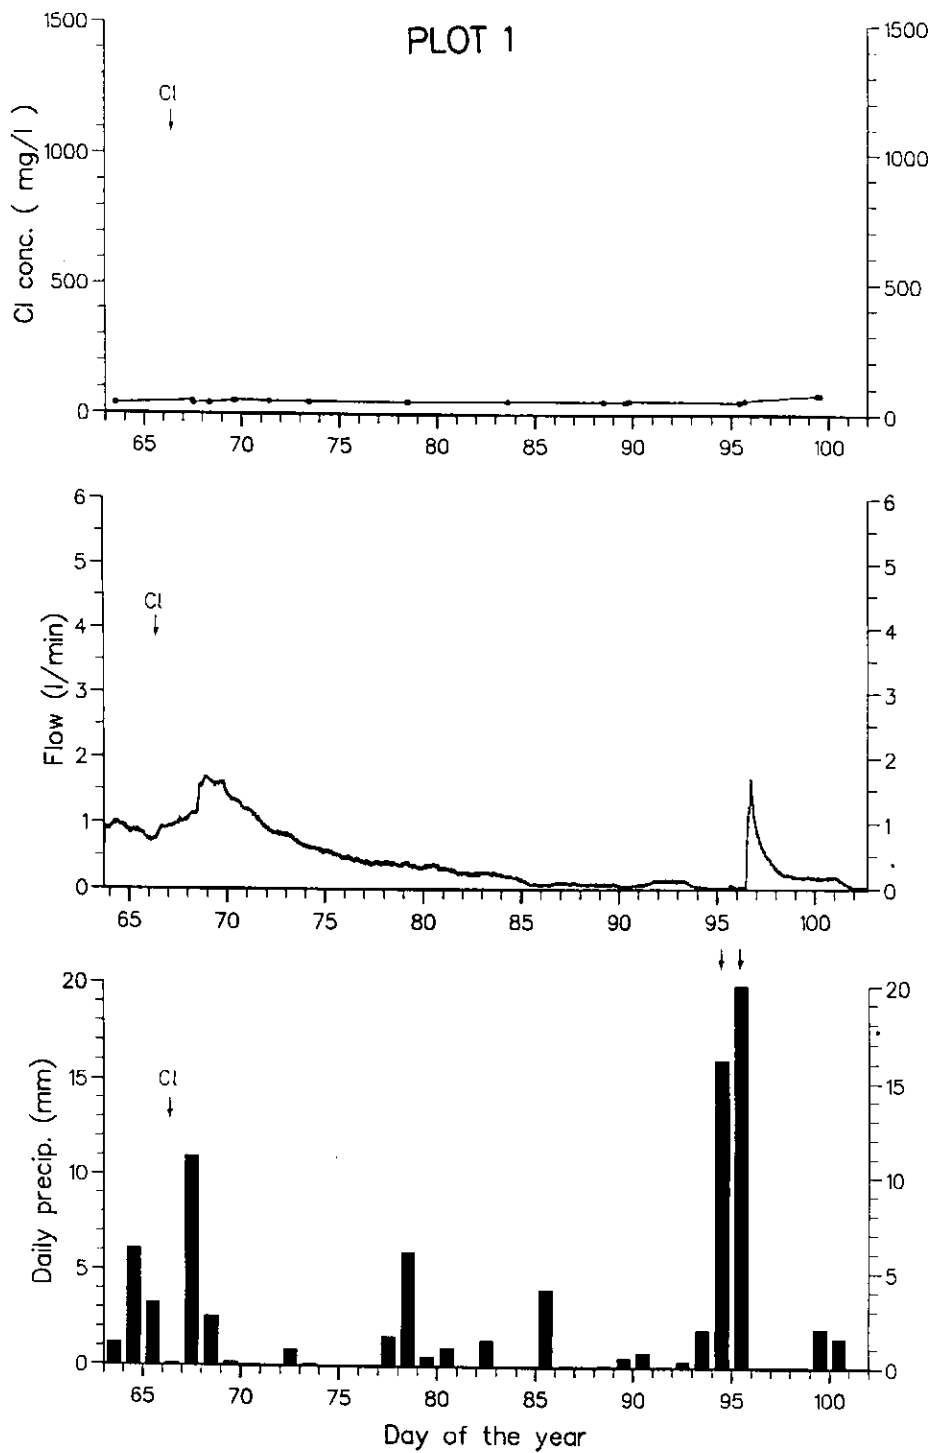 PLOT 1
1500 1500
Cl
1000 1000
500 500
0 0
Cl conc. ( mg/l )
65 70 75 80 85 90 95 100
6 6
5 5
Cl
4 4
3 3
2 2
1 1
0 0
Flow (l/min)
65 70 75 80 85 90 95 100
20 20
15 15
Cl
10 10
5 5
0 0
Daily precip. (mm)
65 70 75 80 85 90 95 100
Day of the year